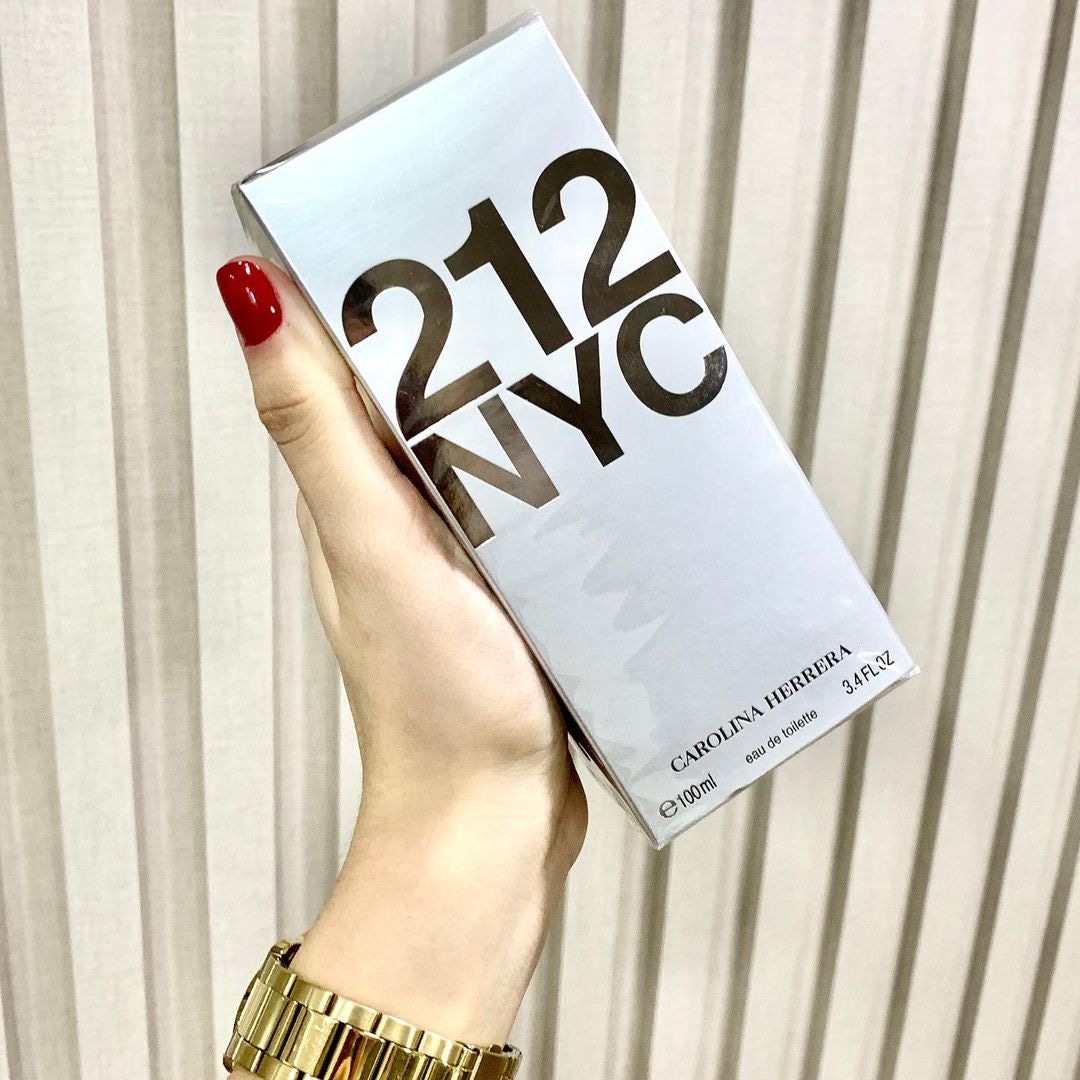 212
NYC
CAROLINA HERRERA
℮100ml eau de toilette 3.4 FL.OZ